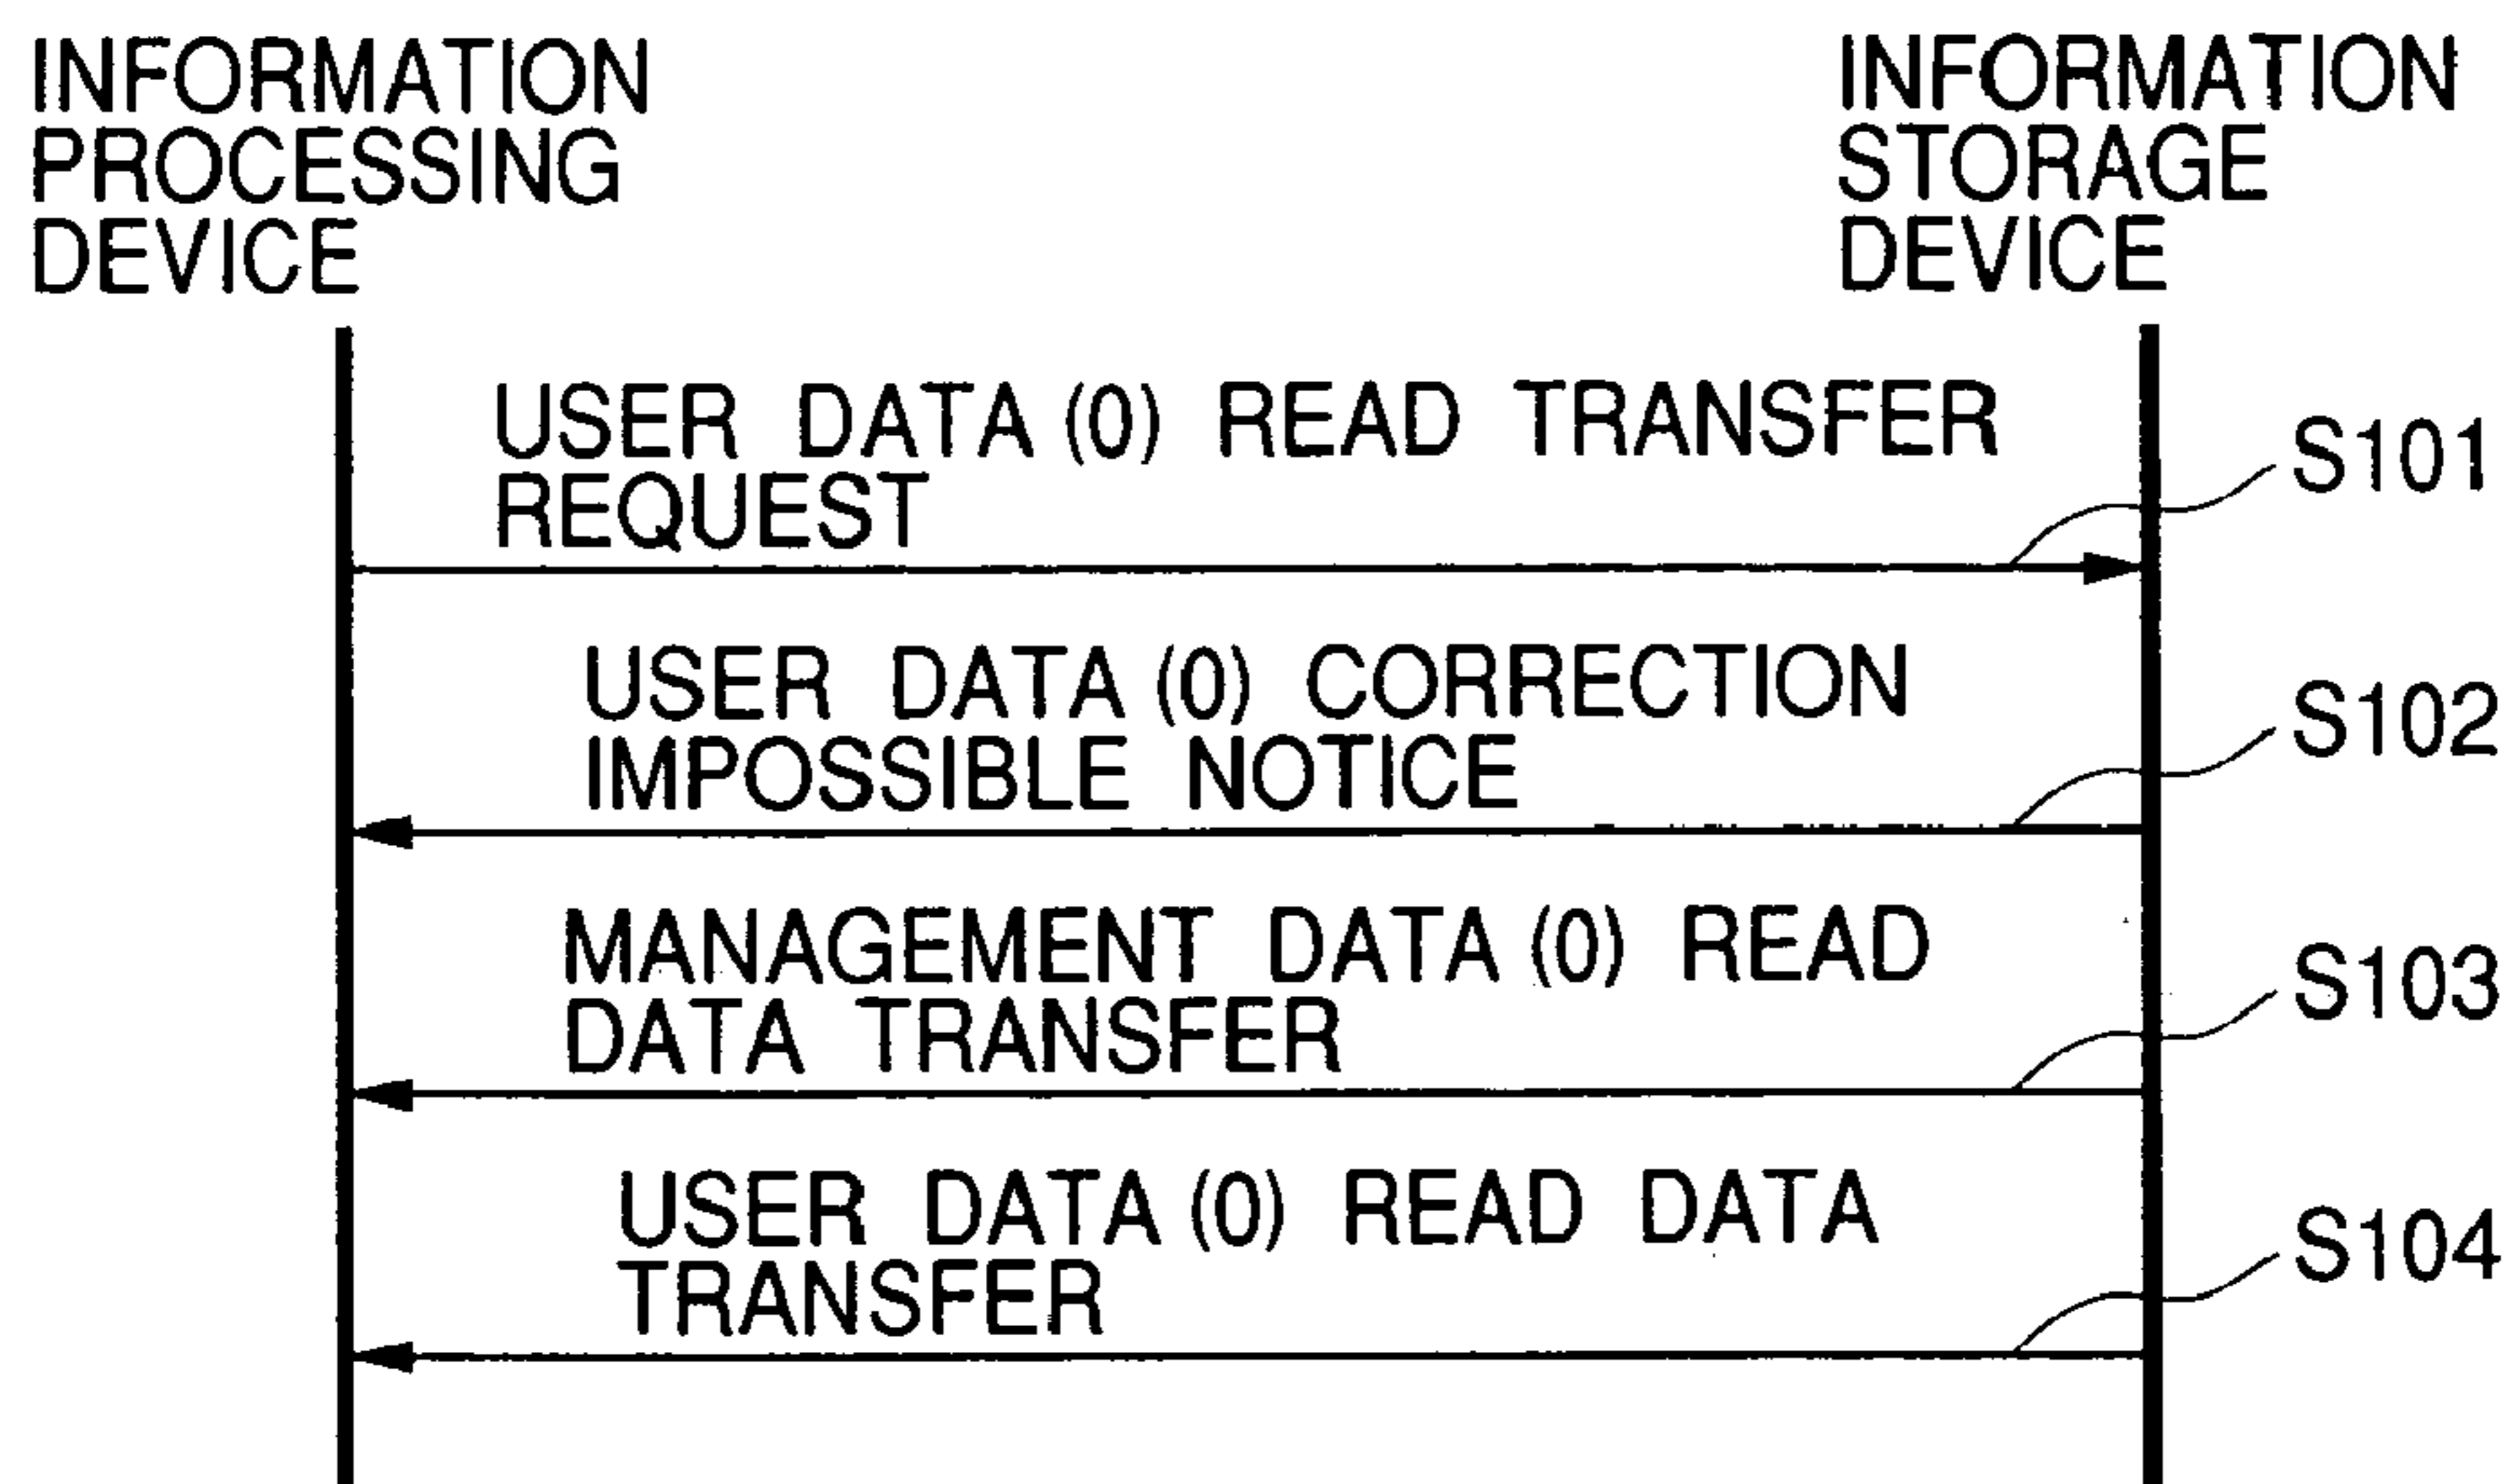 INFORMATION
PROCESSING
DEVICE
INFORMATION
STORAGE
DEVICE
USER DATA (0) READ TRANSFER
REQUEST
S101
USER DATA (0) CORRECTION
IMPOSSIBLE NOTICE
S102
MANAGEMENT DATA (0) READ
DATA TRANSFER
S103
USER DATA (0) READ DATA
TRANSFER
S104